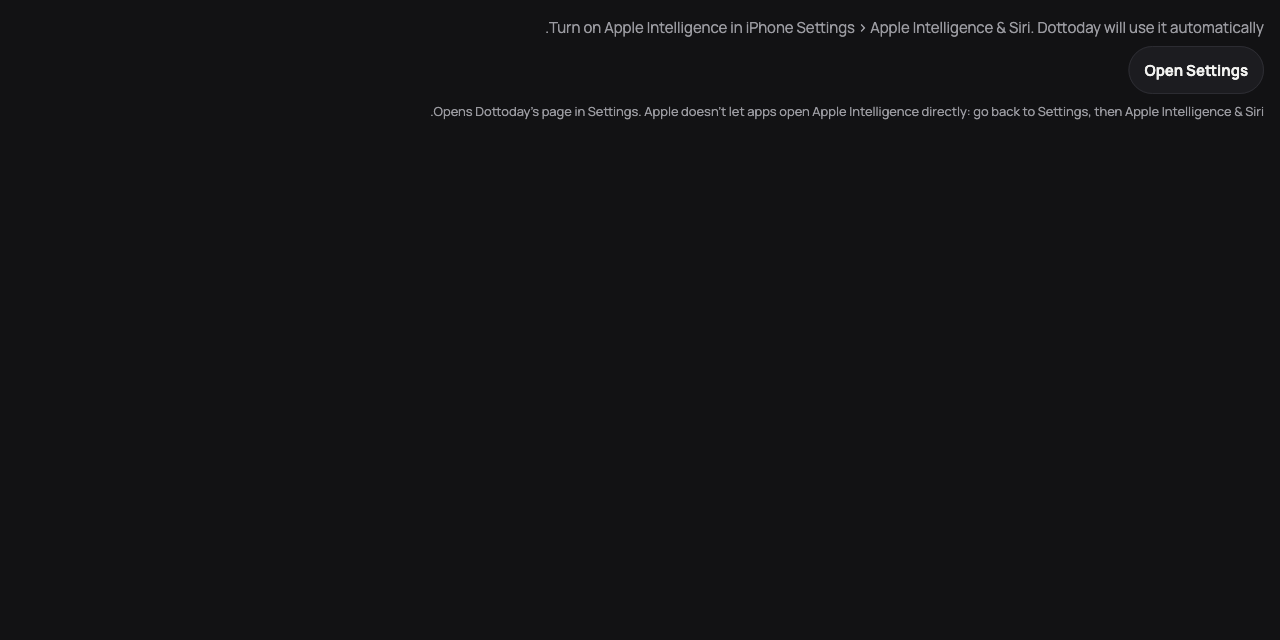 .Turn on Apple Intelligence in iPhone Settings > Apple Intelligence & Siri. Dottoday will use it automatically
Open Settings
.Opens Dottoday's page in Settings. Apple doesn't let apps open Apple Intelligence directly: go back to Settings, then Apple Intelligence & Siri